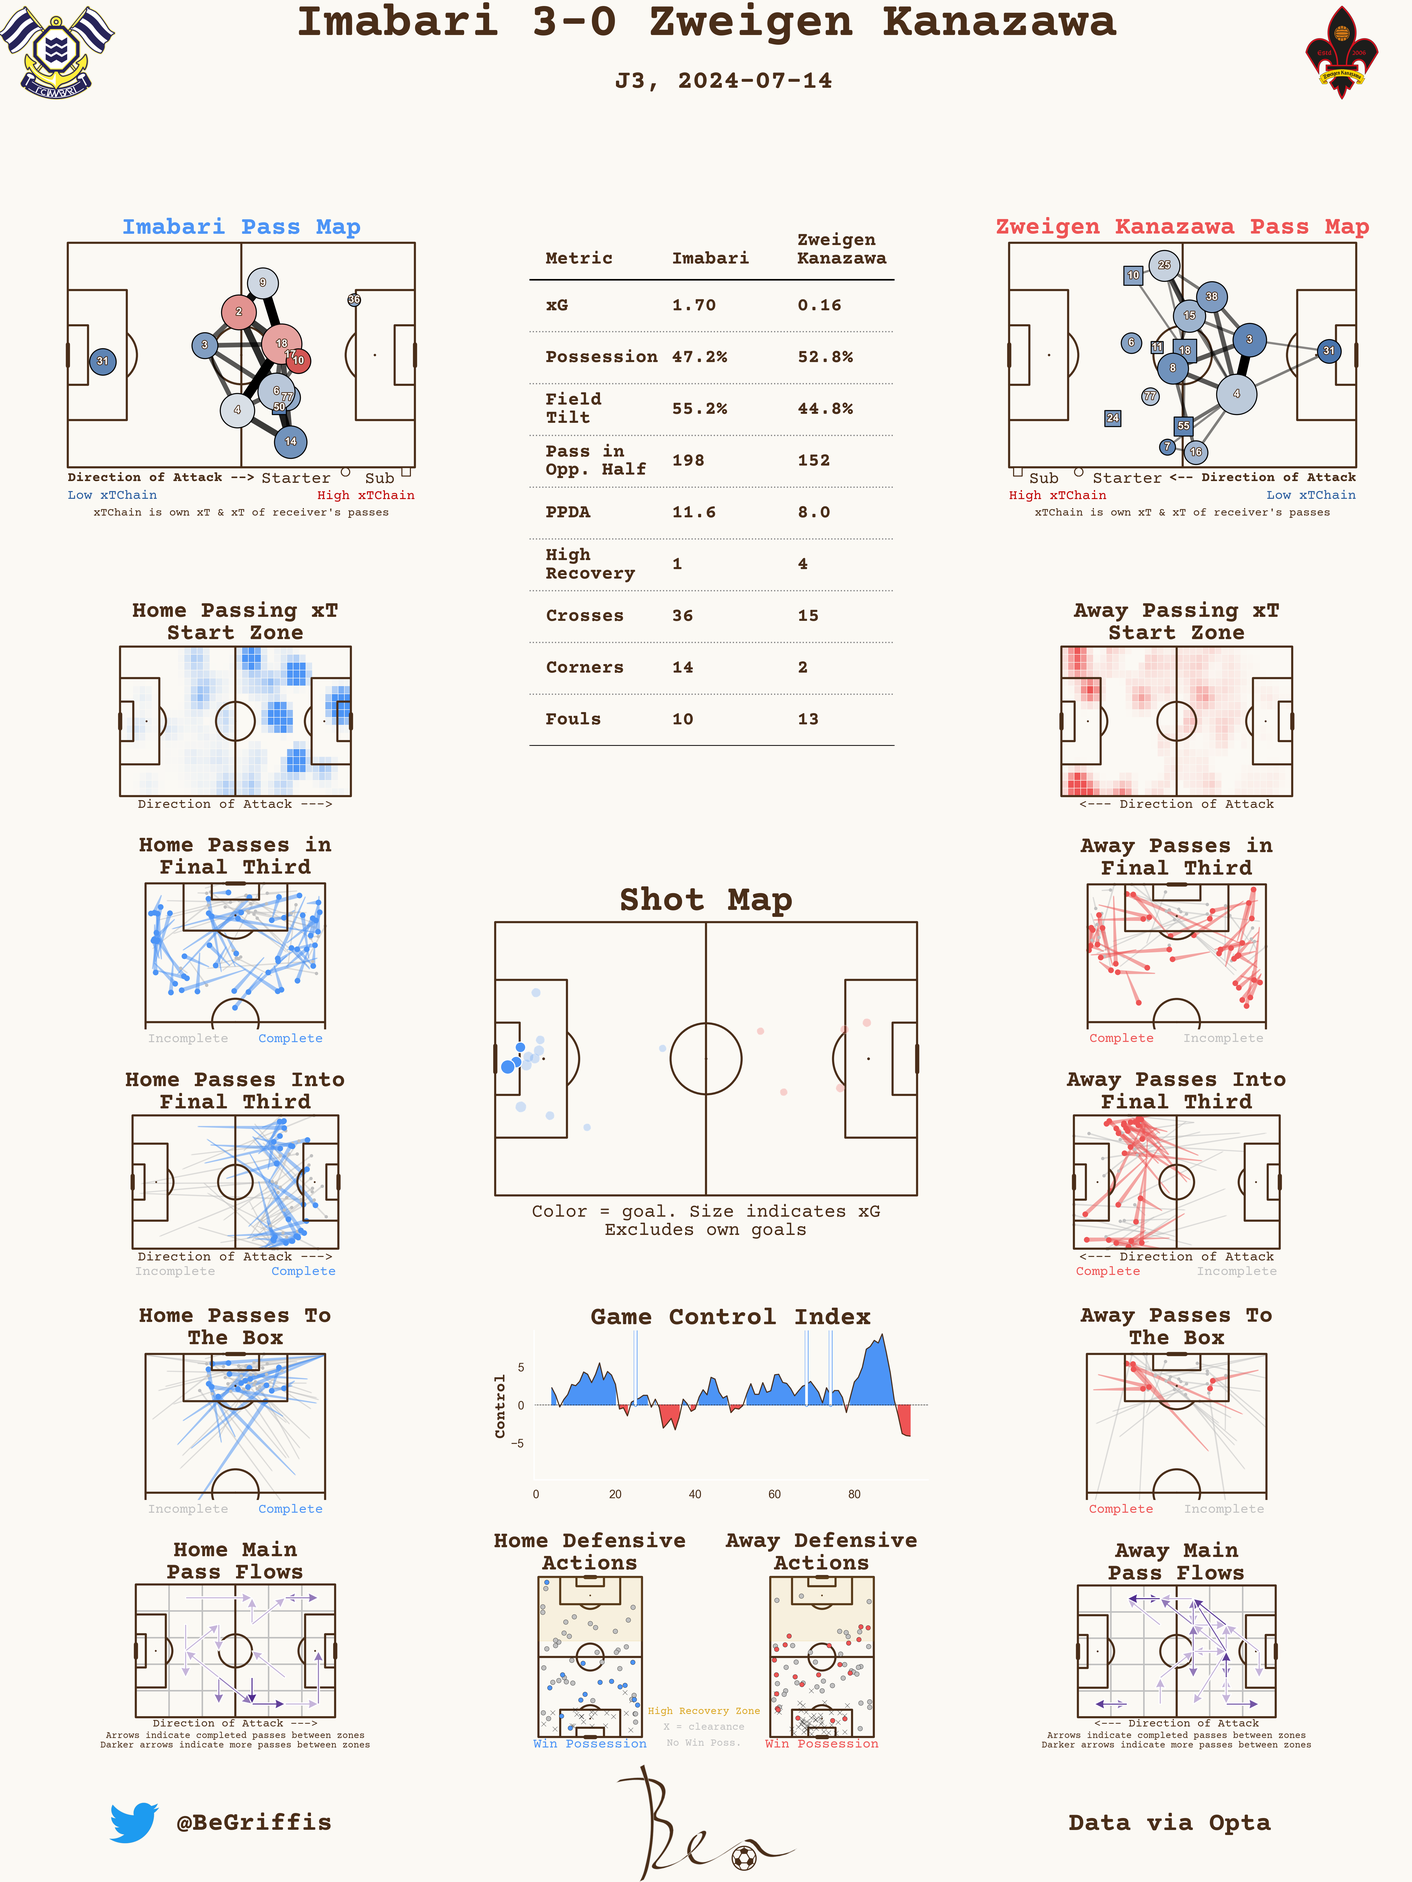 Imabari 3-0 Zweigen Kanazawa
J3, 2024-07-14
FC IMABARI
Estd 2004
Zweigen Kanazawa
Imabari Pass Map
9
36
2
18
3
17
10
31
6
77
50
4
14
Direction of Attack --> Starter Sub
Low xTChain High xTChain
xTChain is own xT & xT of receiver's passes
Metric Imabari Zweigen Kanazawa
xG 1.70 0.16
Possession 47.2% 52.8%
Field Tilt 55.2% 44.8%
Pass in Opp. Half 198 152
PPDA 11.6 8.0
High Recovery 1 4
Crosses 36 15
Corners 14 2
Fouls 10 13
Zweigen Kanazawa Pass Map
25
10
38
15
6
11
18
3
31
8
77
4
24
55
7
16
Sub Starter <-- Direction of Attack
High xTChain Low xTChain
xTChain is own xT & xT of receiver's passes
Home Passing xT
Start Zone
Direction of Attack --->
Away Passing xT
Start Zone
<--- Direction of Attack
Home Passes in
Final Third
Incomplete Complete
Away Passes in
Final Third
Complete Incomplete
Shot Map
Color = goal. Size indicates xG
Excludes own goals
Home Passes Into
Final Third
Direction of Attack --->
Incomplete Complete
Away Passes Into
Final Third
<--- Direction of Attack
Complete Incomplete
Game Control Index
Control
5
0
−5
0 20 40 60 80
Home Passes To
The Box
Incomplete Complete
Away Passes To
The Box
Complete Incomplete
Home Main
Pass Flows
Direction of Attack --->
Arrows indicate completed passes between zones
Darker arrows indicate more passes between zones
Home Defensive
Actions
Win Possession
Away Defensive
Actions
Win Possession
High Recovery Zone
X = clearance
No Win Poss.
Away Main
Pass Flows
<--- Direction of Attack
Arrows indicate completed passes between zones
Darker arrows indicate more passes between zones
@BeGriffis
Ben
Data via Opta